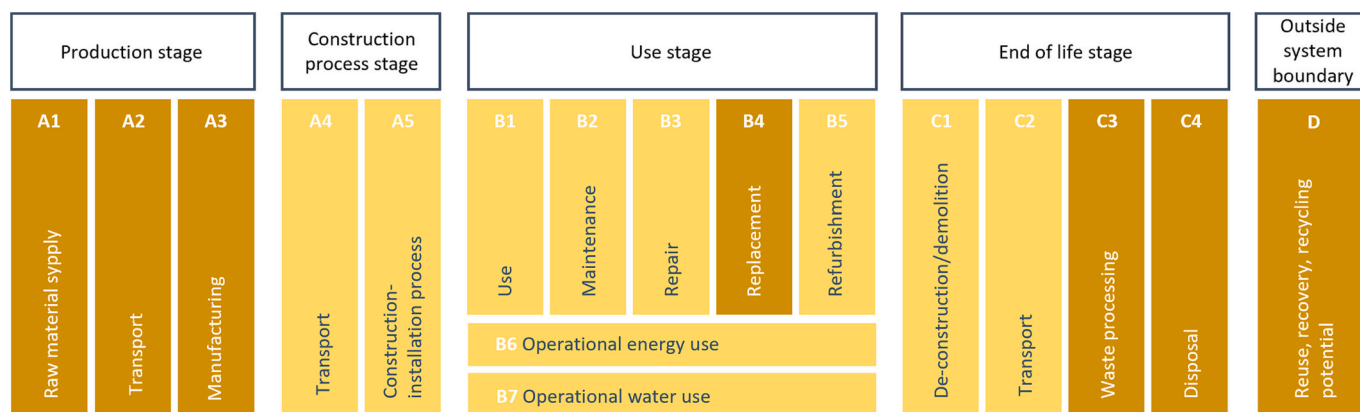 Production stage
Construction
process stage
Use stage
End of life stage
Outside
system
boundary
A1
Raw material sypply
A2
Transport
A3
Manufacturing
A4
Transport
A5
Construction-
installation process
B1
Use
B2
Maintenance
B3
Repair
B4
Replacement
B5
Refurbishment
B6 Operational energy use
B7 Operational water use
C1
De-construction/demolition
C2
Transport
C3
Waste processing
C4
Disposal
D
Reuse, recovery, recycling
potential